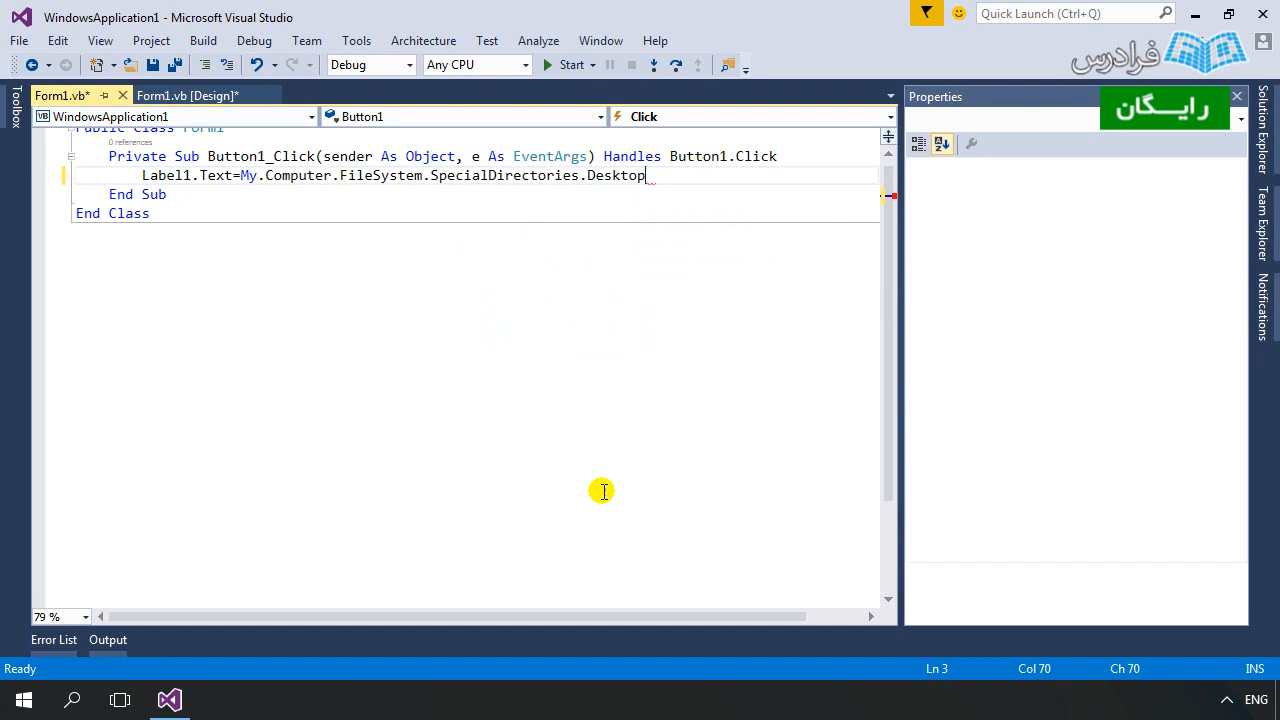 WindowsApplication1 - Microsoft Visual Studio
Quick Launch (Ctrl+Q)
File Edit View Project Build Debug Team Tools Architecture Test Analyze Window Help
Debug Any CPU Start
فرادرس
Form1.vb* Form1.vb [Design]*
Properties
رایگان
WindowsApplication1 Button1 Click
Toolbox
Public Class Form1
0 references
Private Sub Button1_Click(sender As Object, e As EventArgs) Handles Button1.Click
Label1.Text=My.Computer.FileSystem.SpecialDirectories.Desktop
End Sub
End Class
Solution Explorer
Team Explorer
Notifications
79 %
Error List Output
Ready Ln 3 Col 70 Ch 70 INS
ENG